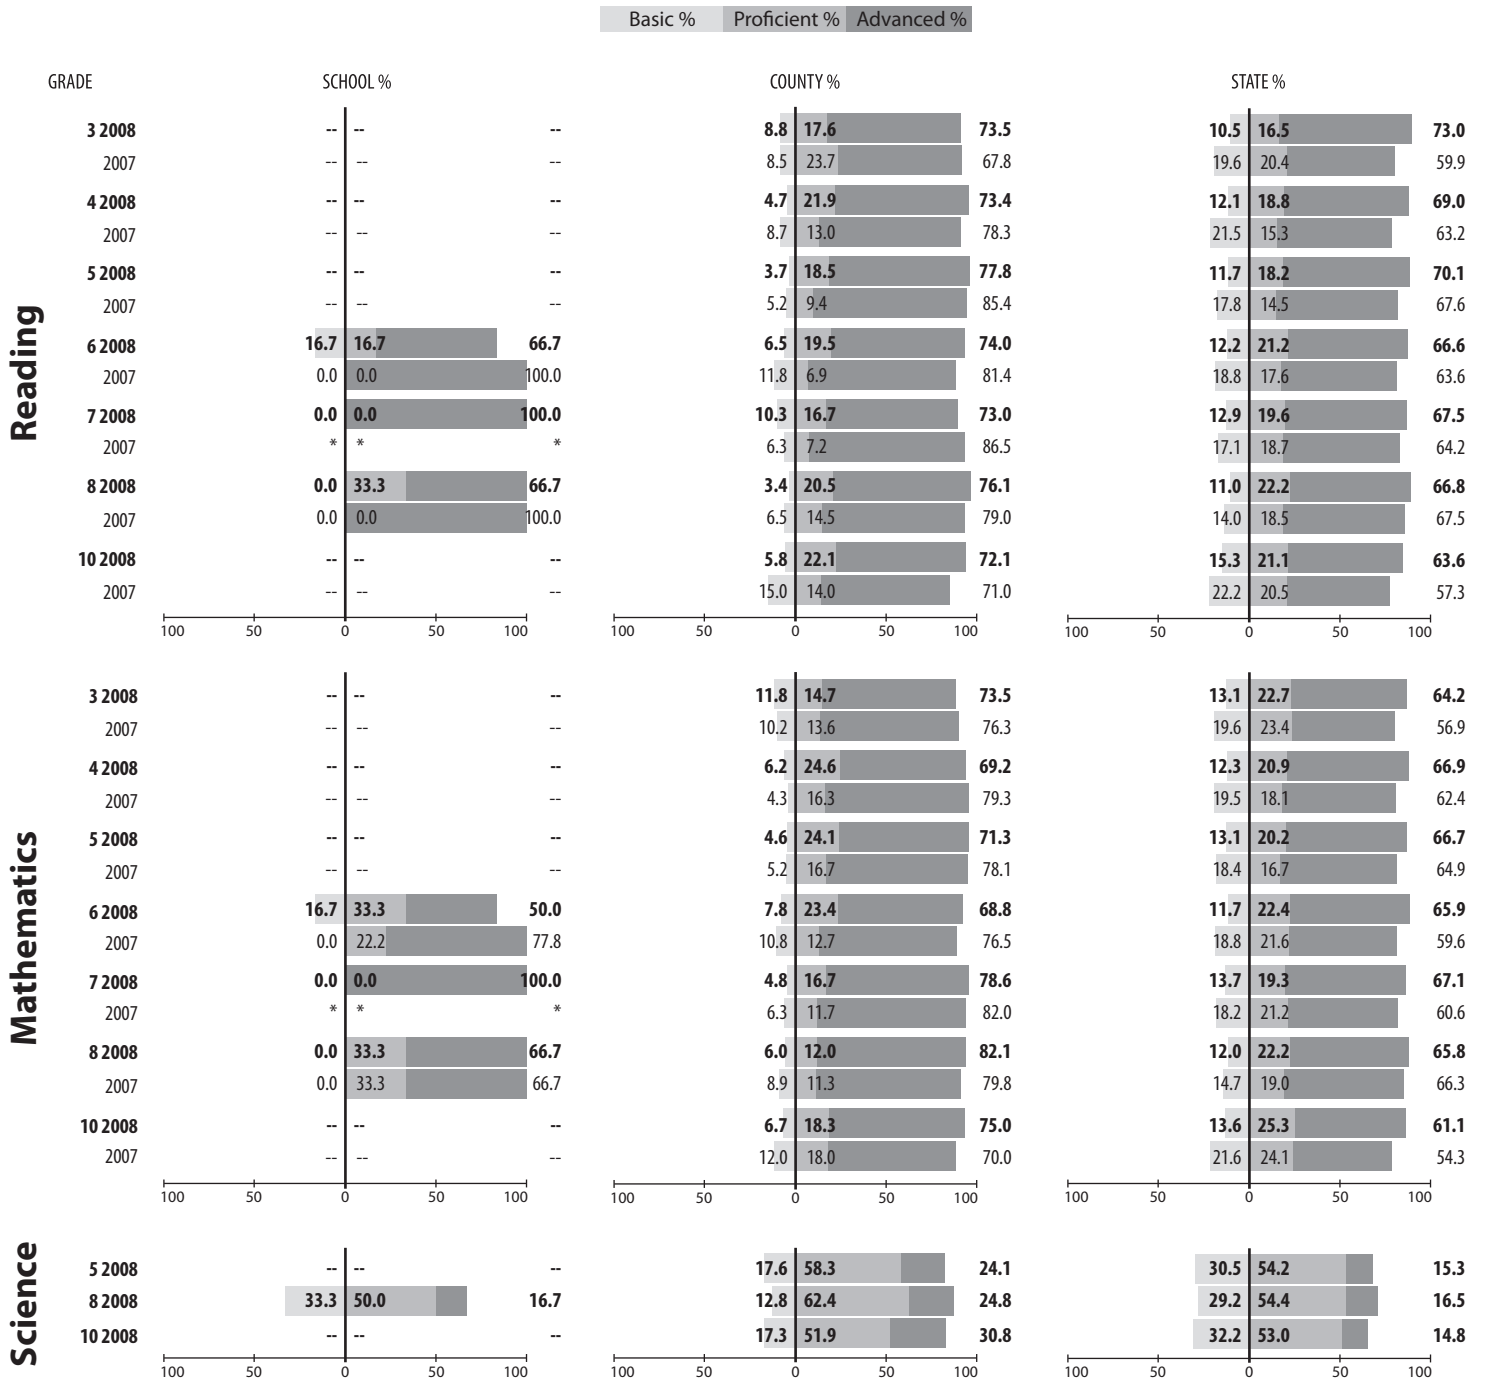 Basic % Proficient % Advanced %
GRADE SCHOOL % COUNTY % STATE %
Reading
3 2008 -- -- -- 8.8 17.6 73.5 10.5 16.5 73.0
2007 -- -- -- 8.5 23.7 67.8 19.6 20.4 59.9
4 2008 -- -- -- 4.7 21.9 73.4 12.1 18.8 69.0
2007 -- -- -- 8.7 13.0 78.3 21.5 15.3 63.2
5 2008 -- -- -- 3.7 18.5 77.8 11.7 18.2 70.1
2007 -- -- -- 5.2 9.4 85.4 17.8 14.5 67.6
6 2008 16.7 16.7 66.7 6.5 19.5 74.0 12.2 21.2 66.6
2007 0.0 0.0 100.0 11.8 6.9 81.4 18.8 17.6 63.6
7 2008 0.0 0.0 100.0 10.3 16.7 73.0 12.9 19.6 67.5
2007 * * * 6.3 7.2 86.5 17.1 18.7 64.2
8 2008 0.0 33.3 66.7 3.4 20.5 76.1 11.0 22.2 66.8
2007 0.0 0.0 100.0 6.5 14.5 79.0 14.0 18.5 67.5
10 2008 -- -- -- 5.8 22.1 72.1 15.3 21.1 63.6
2007 -- -- -- 15.0 14.0 71.0 22.2 20.5 57.3
100 50 0 50 100 100 50 0 50 100 100 50 0 50 100
Mathematics
3 2008 -- -- -- 11.8 14.7 73.5 13.1 22.7 64.2
2007 -- -- -- 10.2 13.6 76.3 19.6 23.4 56.9
4 2008 -- -- -- 6.2 24.6 69.2 12.3 20.9 66.9
2007 -- -- -- 4.3 16.3 79.3 19.5 18.1 62.4
5 2008 -- -- -- 4.6 24.1 71.3 13.1 20.2 66.7
2007 -- -- -- 5.2 16.7 78.1 18.4 16.7 64.9
6 2008 16.7 33.3 50.0 7.8 23.4 68.8 11.7 22.4 65.9
2007 0.0 22.2 77.8 10.8 12.7 76.5 18.8 21.6 59.6
7 2008 0.0 0.0 100.0 4.8 16.7 78.6 13.7 19.3 67.1
2007 * * * 6.3 11.7 82.0 18.2 21.2 60.6
8 2008 0.0 33.3 66.7 6.0 12.0 82.1 12.0 22.2 65.8
2007 0.0 33.3 66.7 8.9 11.3 79.8 14.7 19.0 66.3
10 2008 -- -- -- 6.7 18.3 75.0 13.6 25.3 61.1
2007 -- -- -- 12.0 18.0 70.0 21.6 24.1 54.3
100 50 0 50 100 100 50 0 50 100 100 50 0 50 100
Science
5 2008 -- -- -- 17.6 58.3 24.1 30.5 54.2 15.3
8 2008 33.3 50.0 16.7 12.8 62.4 24.8 29.2 54.4 16.5
10 2008 -- -- -- 17.3 51.9 30.8 32.2 53.0 14.8
100 50 0 50 100 100 50 0 50 100 100 50 0 50 100